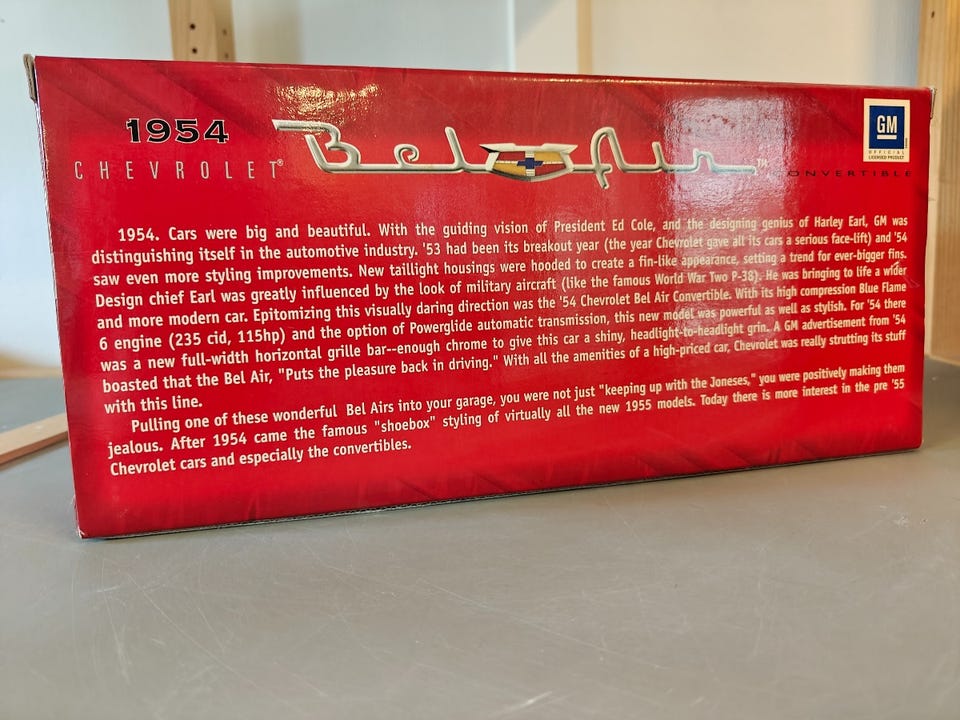 1954
CHEVROLET®
Bel Air™
CONVERTIBLE
GM
OFFICIAL
LICENSED PRODUCT
1954. Cars were big and beautiful. With the guiding vision of President Ed Cole, and the designing genius of Harley Earl, GM was
distinguishing itself in the automotive industry. '53 had been its breakout year (the year Chevrolet gave all its cars a serious face-lift) and '54
saw even more styling improvements. New taillight housings were hooded to create a fin-like appearance, setting a trend for ever-bigger fins.
Design chief Earl was greatly influenced by the look of military aircraft (like the famous World War Two P-38). He was bringing to life a wider
and more modern car. Epitomizing this visually daring direction was the '54 Chevrolet Bel Air Convertible. With its high compression Blue Flame
6 engine (235 cid, 115hp) and the option of Powerglide automatic transmission, this new model was powerful as well as stylish. For '54 there
was a new full-width horizontal grille bar--enough chrome to give this car a shiny, headlight-to-headlight grin. A GM advertisement from '54
boasted that the Bel Air, "Puts the pleasure back in driving." With all the amenities of a high-priced car, Chevrolet was really strutting its stuff
with this line.
Pulling one of these wonderful Bel Airs into your garage, you were not just "keeping up with the Joneses," you were positively making them
jealous. After 1954 came the famous "shoebox" styling of virtually all the new 1955 models. Today there is more interest in the pre '55
Chevrolet cars and especially the convertibles.